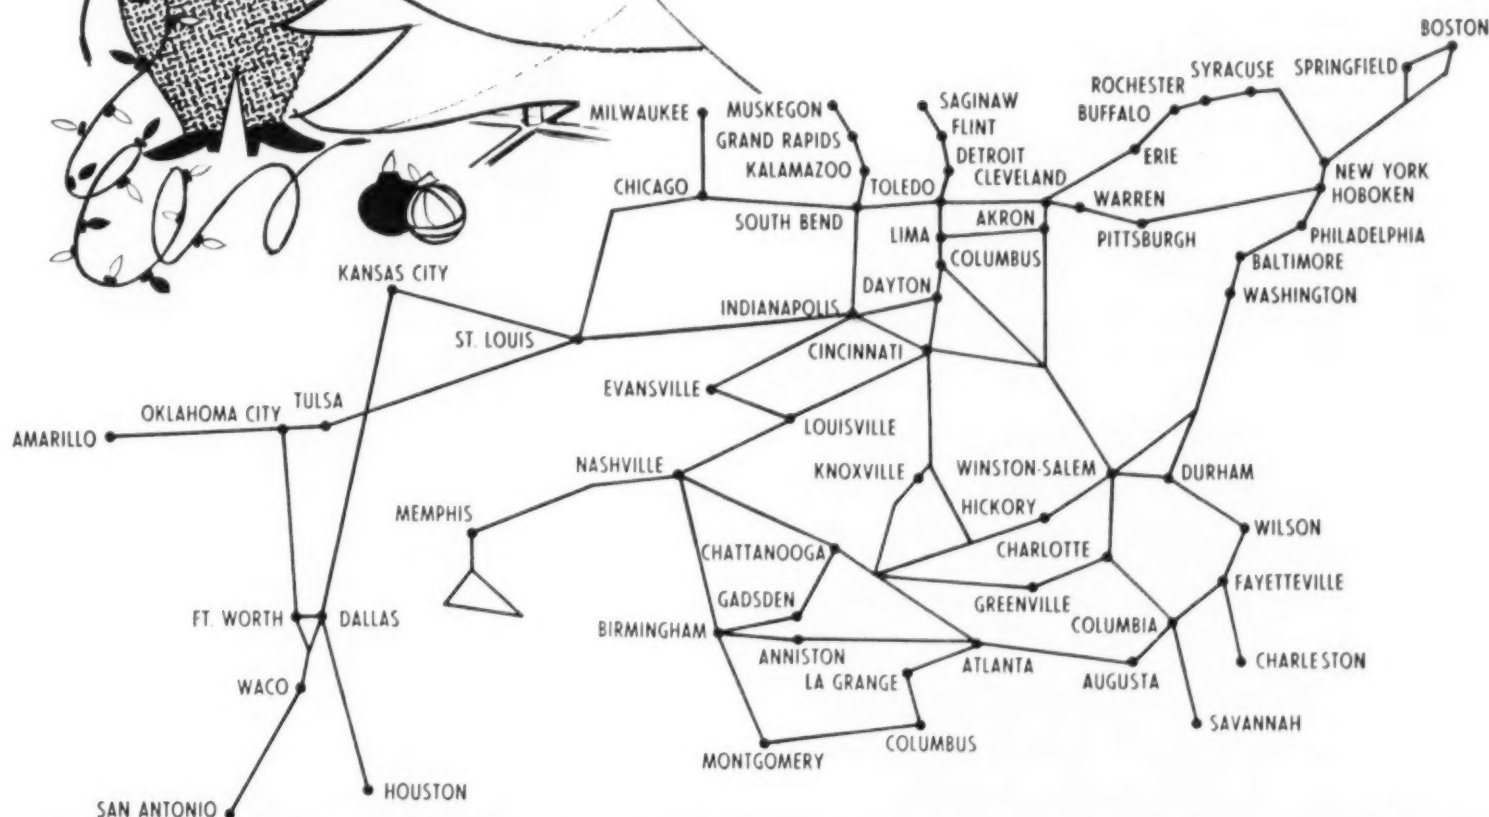 BOSTON
SYRACUSE
SPRINGFIELD
ROCHESTER
BUFFALO
MILWAUKEE
MUSKEGON
SAGINAW
GRAND RAPIDS
FLINT
ERIE
KALAMAZOO
DETROIT
CLEVELAND
NEW YORK
CHICAGO
TOLEDO
WARREN
HOBOKEN
SOUTH BEND
AKRON
LIMA
PITTSBURGH
PHILADELPHIA
COLUMBUS
BALTIMORE
KANSAS CITY
DAYTON
WASHINGTON
INDIANAPOLIS
ST. LOUIS
CINCINNATI
EVANSVILLE
TULSA
OKLAHOMA CITY
AMARILLO
LOUISVILLE
NASHVILLE
KNOXVILLE
WINSTON-SALEM
DURHAM
HICKORY
MEMPHIS
WILSON
CHATTANOOGA
CHARLOTTE
FAYETTEVILLE
GADSDEN
GREENVILLE
FT. WORTH
DALLAS
BIRMINGHAM
COLUMBIA
ANNISTON
ATLANTA
CHARLESTON
LA GRANGE
AUGUSTA
WACO
SAVANNAH
COLUMBUS
MONTGOMERY
HOUSTON
SAN ANTONIO